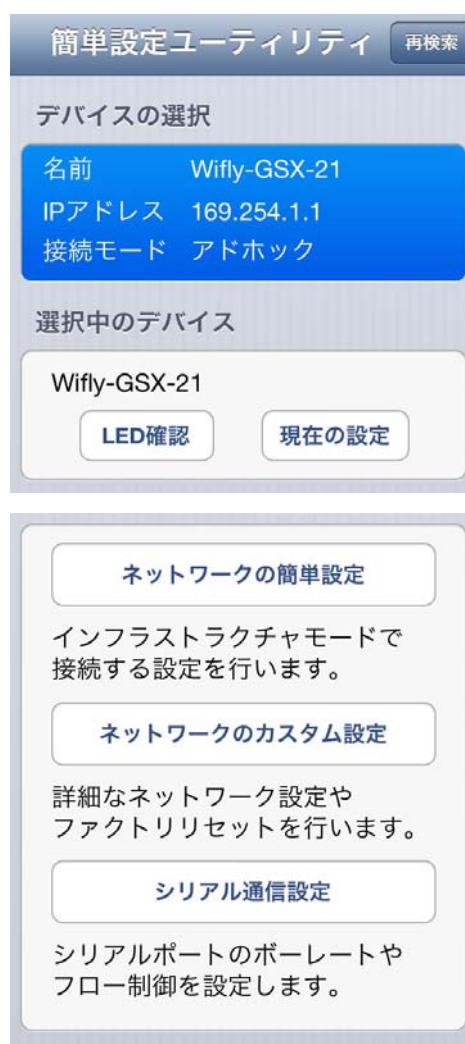 簡単設定ユーティリティ 再検索
デバイスの選択
名前 Wifly-GSX-21
IPアドレス 169.254.1.1
接続モード アドホック
選択中のデバイス
Wifly-GSX-21
LED確認 現在の設定
ネットワークの簡単設定
インフラストラクチャモードで
接続する設定を行います。
ネットワークのカスタム設定
詳細なネットワーク設定や
ファクトリリセットを行います。
シリアル通信設定
シリアルポートのボーレートや
フロー制御を設定します。